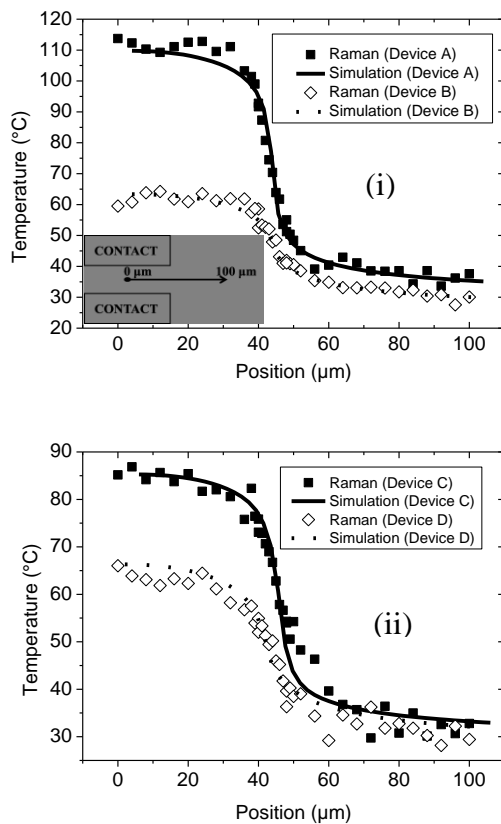 120
110
100
90
80
70
60
50
40
30
20
Temperature (°C)
Raman (Device A)
Simulation (Device A)
Raman (Device B)
Simulation (Device B)
(i)
CONTACT
0 µm
100 µm
CONTACT
0 20 40 60 80 100
Position (µm)
90
80
70
60
50
40
30
Temperature (°C)
Raman (Device C)
Simulation (Device C)
Raman (Device D)
Simulation (Device D)
(ii)
0 20 40 60 80 100
Position (µm)